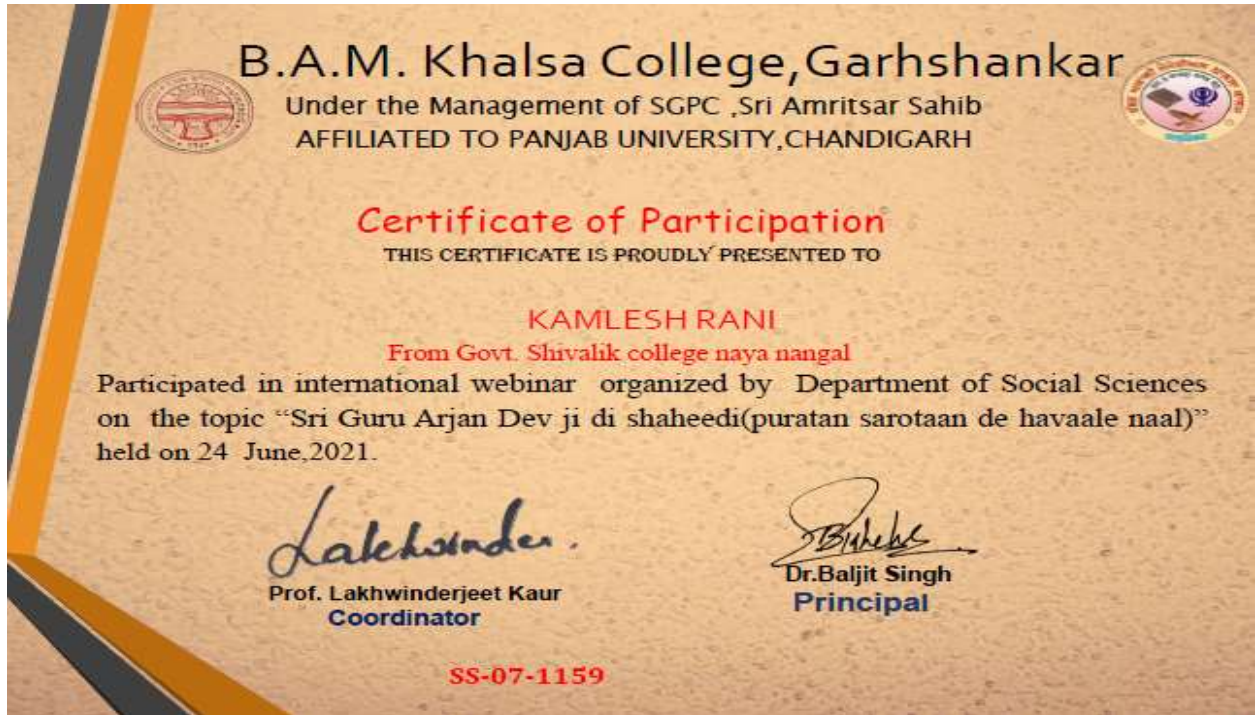 B.A.M. Khalsa College,Garhshankar
Under the Management of SGPC ,Sri Amritsar Sahib
AFFILIATED TO PANJAB UNIVERSITY,CHANDIGARH
Certificate of Participation
THIS CERTIFICATE IS PROUDLY PRESENTED TO
KAMLESH RANI
From Govt. Shivalik college naya nangal
Participated in international webinar organized by Department of Social Sciences
on the topic “Sri Guru Arjan Dev ji di shaheedi(puratan sarotaan de havaale naal)”
held on 24 June,2021.
Lakhwinder.
Prof. Lakhwinderjeet Kaur
Coordinator
Dr.Baljit Singh
Principal
SS-07-1159